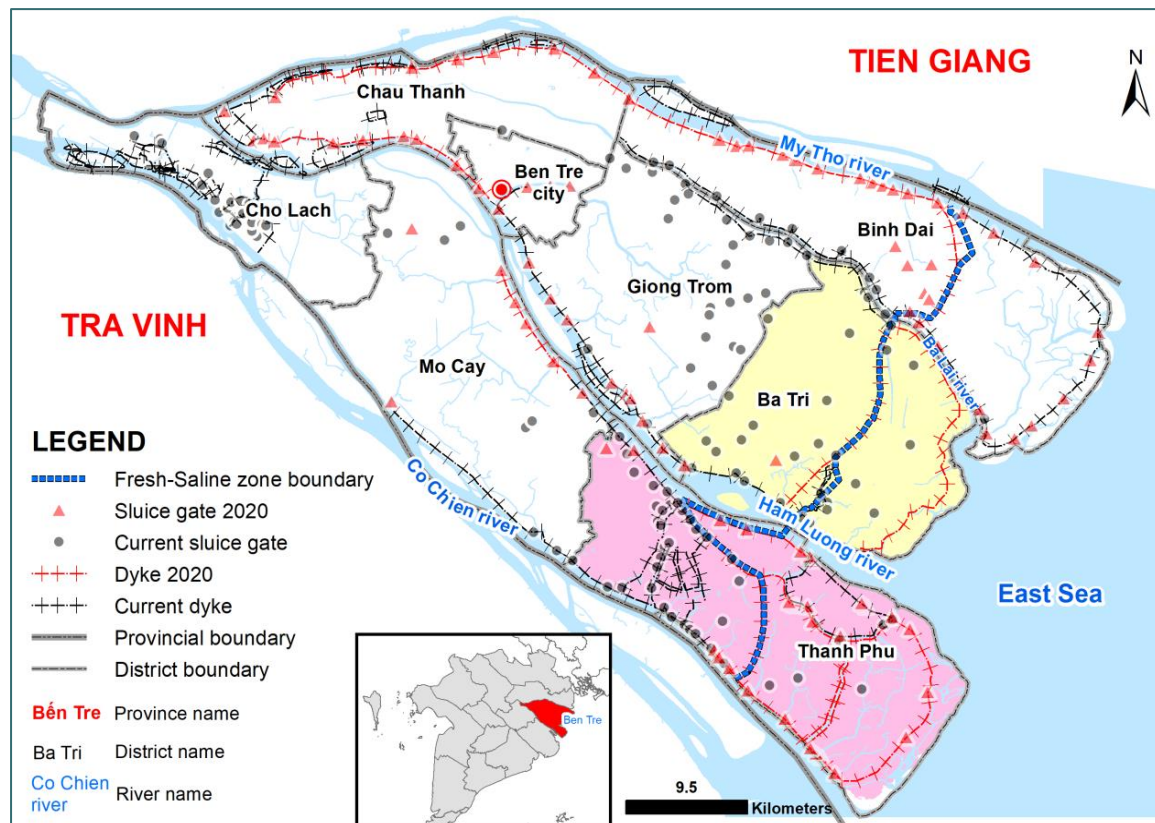 TIEN GIANG
N
Chau Thanh
My Tho river
Ben Tre
city
Cho Lach
Binh Dai
Giong Trom
TRA VINH
Mo Cay
Ba Lai river
Ba Tri
LEGEND
Fresh-Saline zone boundary
Sluice gate 2020
Current sluice gate
Dyke 2020
Current dyke
Provincial boundary
District boundary
Bến Tre Province name
Ba Tri District name
Co Chien
river River name
Co Chien river
Ham Luong river
East Sea
Thanh Phu
Ben Tre
9.5
Kilometers